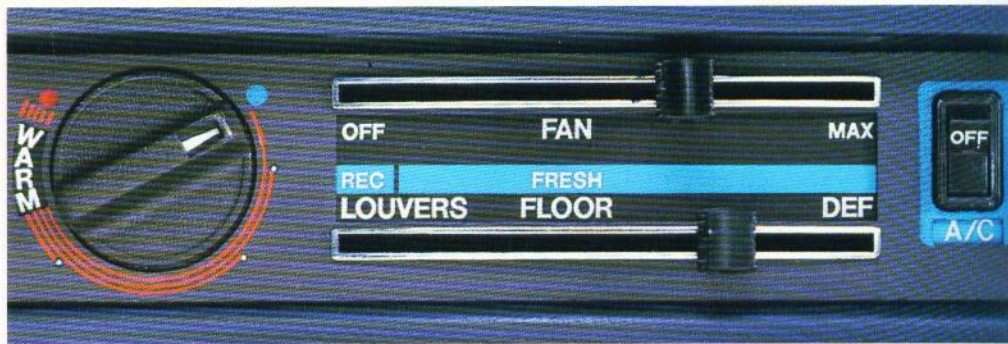 WARM
OFF FAN MAX
REC FRESH
LOUVERS FLOOR DEF
OFF
A/C